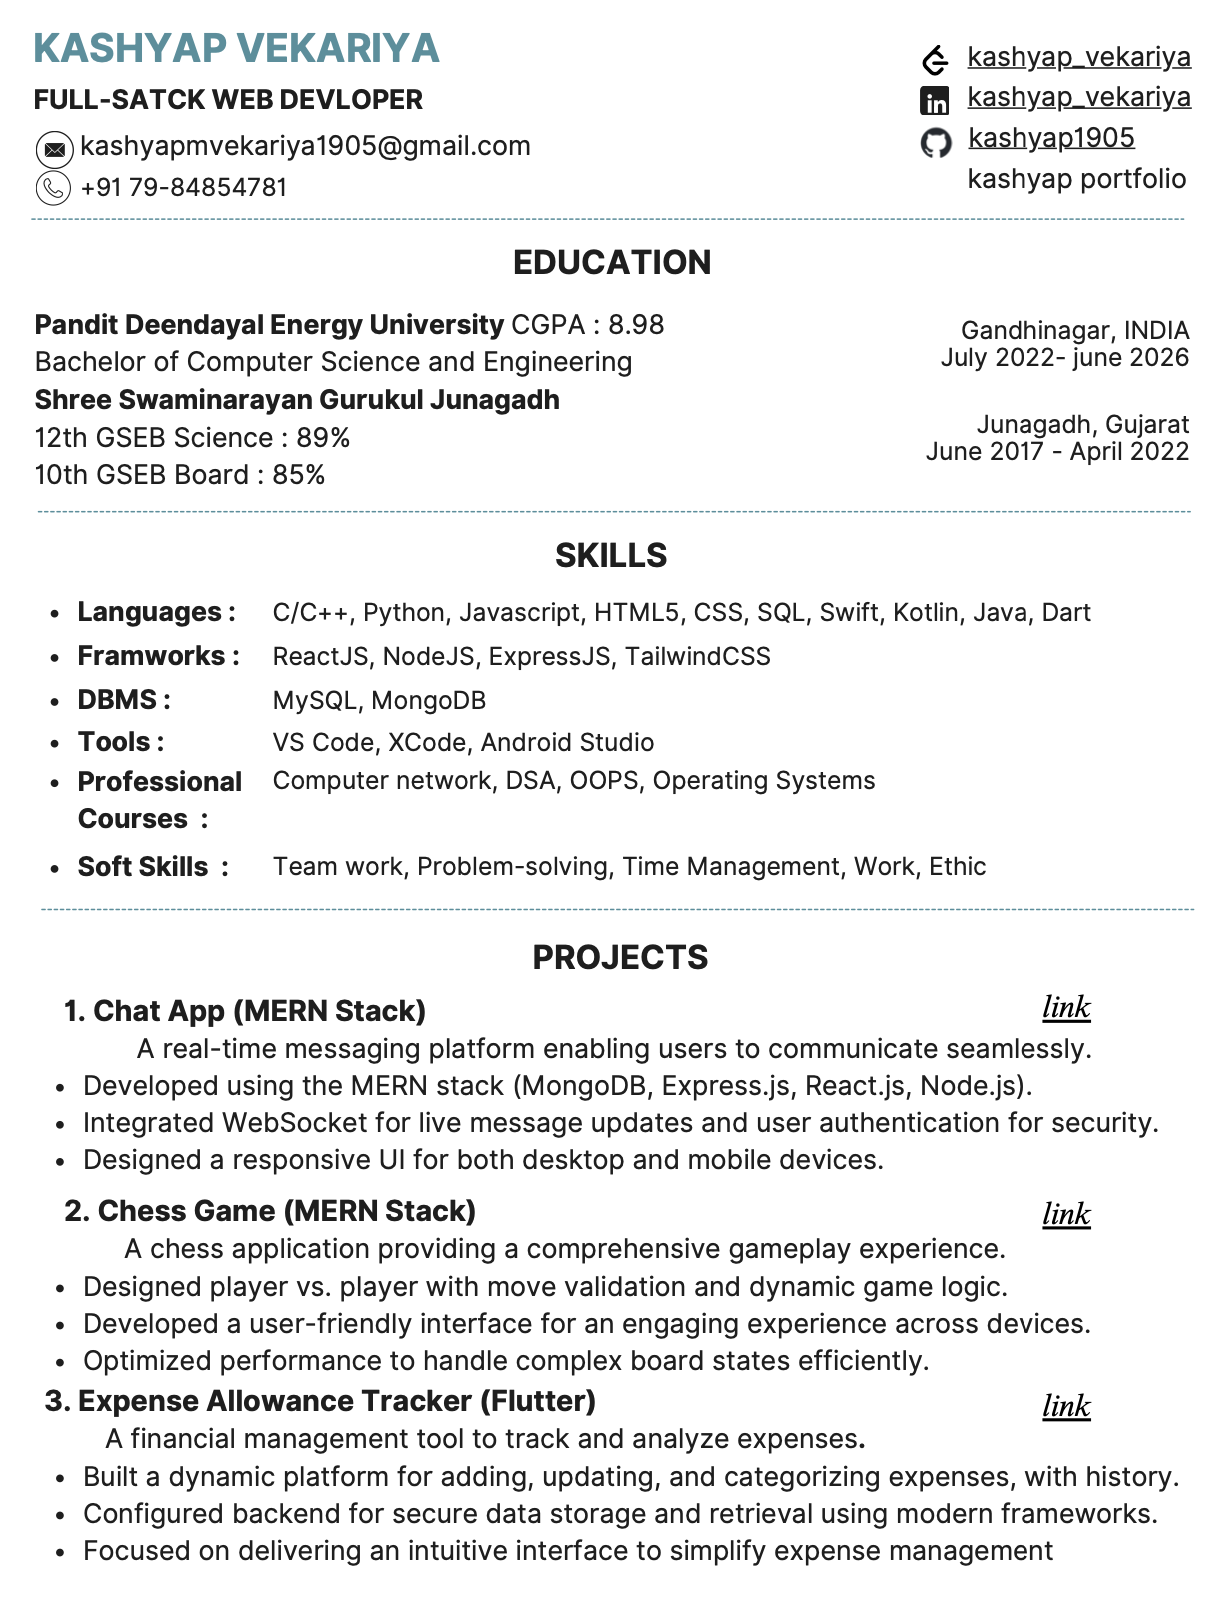 KASHYAP VEKARIYA
FULL-SATCK WEB DEVLOPER
kashyapmvekariya1905@gmail.com
+91 79-84854781
kashyap_vekariya
in kashyap_vekariya
kashyap1905
kashyap portfolio
EDUCATION
Pandit Deendayal Energy University CGPA : 8.98
Bachelor of Computer Science and Engineering
Gandhinagar, INDIA
July 2022- june 2026
Shree Swaminarayan Gurukul Junagadh
12th GSEB Science : 89%
10th GSEB Board : 85%
Junagadh, Gujarat
June 2017 - April 2022
SKILLS
• Languages : C/C++, Python, Javascript, HTML5, CSS, SQL, Swift, Kotlin, Java, Dart
• Framworks : ReactJS, NodeJS, ExpressJS, TailwindCSS
• DBMS : MySQL, MongoDB
• Tools : VS Code, XCode, Android Studio
• Professional Computer network, DSA, OOPS, Operating Systems
Courses :
• Soft Skills : Team work, Problem-solving, Time Management, Work, Ethic
PROJECTS
1. Chat App (MERN Stack) link
A real-time messaging platform enabling users to communicate seamlessly.
• Developed using the MERN stack (MongoDB, Express.js, React.js, Node.js).
• Integrated WebSocket for live message updates and user authentication for security.
• Designed a responsive UI for both desktop and mobile devices.
2. Chess Game (MERN Stack) link
A chess application providing a comprehensive gameplay experience.
• Designed player vs. player with move validation and dynamic game logic.
• Developed a user-friendly interface for an engaging experience across devices.
• Optimized performance to handle complex board states efficiently.
3. Expense Allowance Tracker (Flutter) link
A financial management tool to track and analyze expenses.
• Built a dynamic platform for adding, updating, and categorizing expenses, with history.
• Configured backend for secure data storage and retrieval using modern frameworks.
• Focused on delivering an intuitive interface to simplify expense management